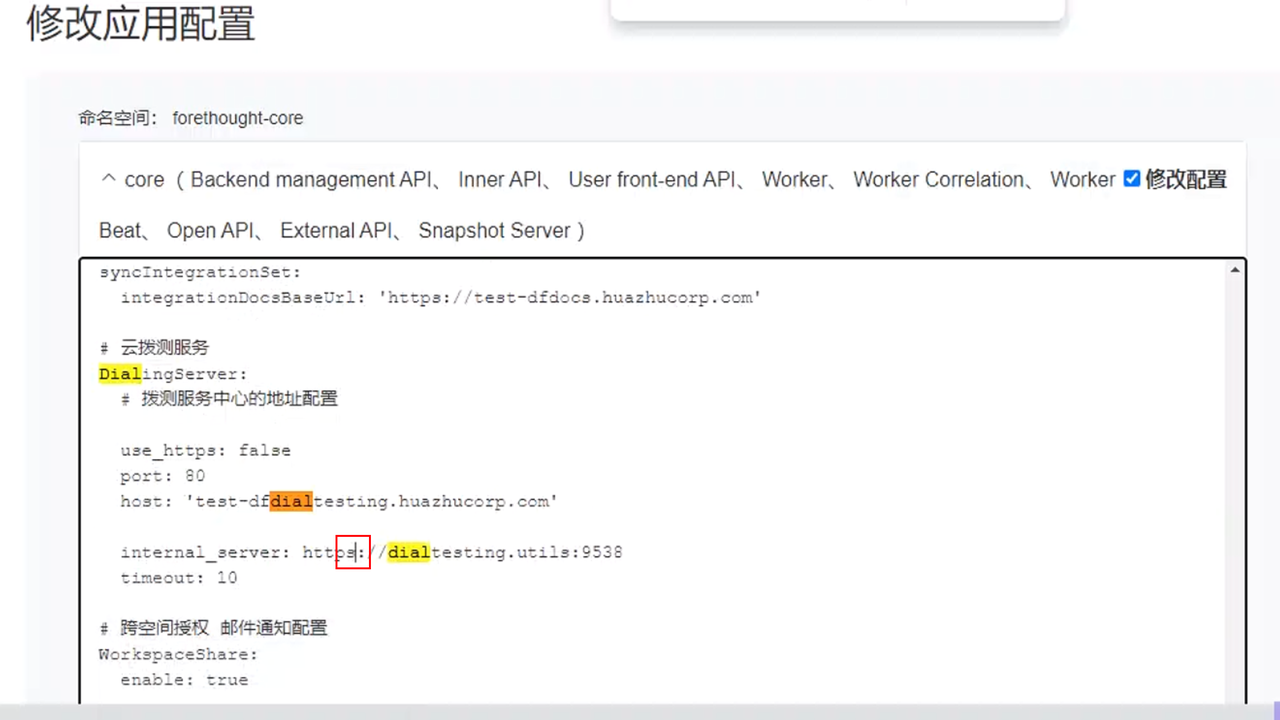 修改应用配置
命名空间： forethought-core
core （ Backend management API、 Inner API、 User front-end API、 Worker、 Worker Correlation、 Worker 修改配置
Beat、 Open API、 External API、 Snapshot Server ）
syncIntegrationSet:
integrationDocsBaseUrl: 'https://test-dfdocs.huazhucorp.com'
# 云拨测服务
DialingServer:
# 拨测服务中心的地址配置
use_https: false
port: 80
host: 'test-dfdialtesting.huazhucorp.com'
internal_server: https://dialtesting.utils:9538
timeout: 10
# 跨空间授权 邮件通知配置
WorkspaceShare:
enable: true